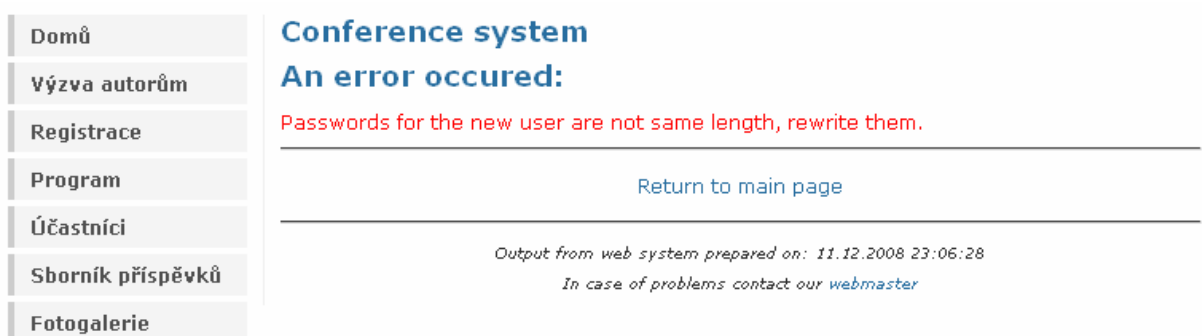 Domů
Výzva autorům
Registrace
Program
Účastníci
Sborník příspěvků
Fotogalerie
Conference system
An error occured:
Passwords for the new user are not same length, rewrite them.
Return to main page
Output from web system prepared on: 11.12.2008 23:06:28
In case of problems contact our webmaster